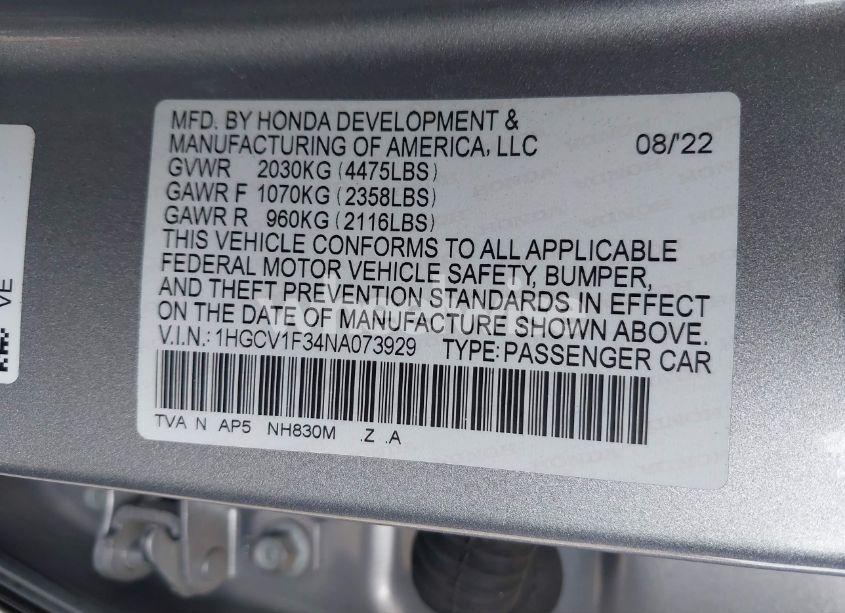 MFD. BY HONDA DEVELOPMENT &
MANUFACTURING OF AMERICA, LLC 08/'22
GVWR 2030KG (4475LBS)
GAWR F 1070KG (2358LBS)
GAWR R 960KG (2116LBS)
THIS VEHICLE CONFORMS TO ALL APPLICABLE
FEDERAL MOTOR VEHICLE SAFETY, BUMPER,
AND THEFT PREVENTION STANDARDS IN EFFECT
ON THE DATE OF MANUFACTURE SHOWN ABOVE.
V.I.N.: 1HGCV1F34NA073929 TYPE: PASSENGER CAR
TVA N AP5 NH830M .Z .A
VE